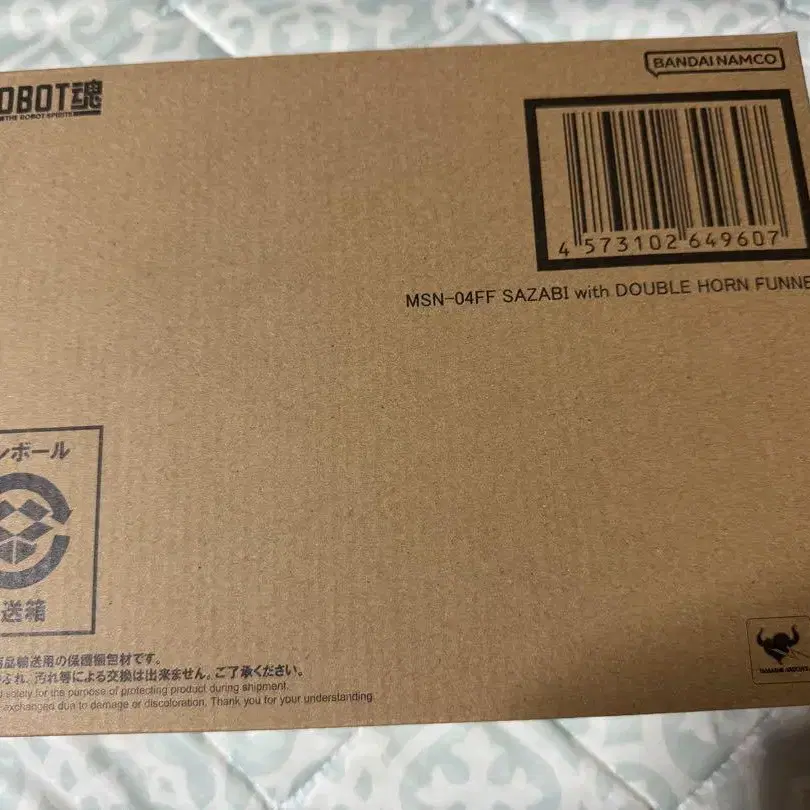 OBOT魂
THE ROBOT SPIRITS
BANDAI NAMCO
4 573102 649607
MSN-04FF SAZABI with DOUBLE HORN FUNNE
ンボール
送箱
品輸送用の保護梱包材です。
ぶれ、汚れ等による交換は出来ません。ご了承ください。
solely for the purpose of protecting product during shipment.
exchanged due to damage or discoloration. Thank you for your understanding.
TAMASHII NATIONS